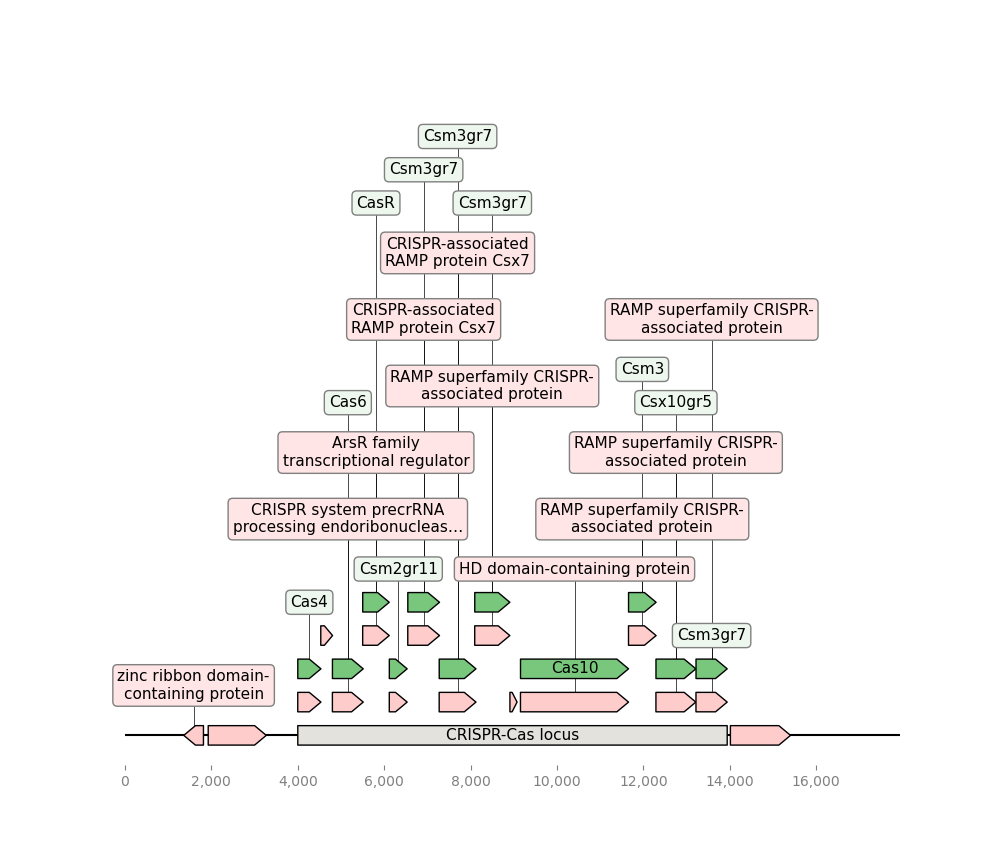 Csm3gr7
Csm3gr7
CasR
Csm3gr7
CRISPR-associated
RAMP protein Csx7
CRISPR-associated
RAMP protein Csx7
RAMP superfamily CRISPR-
associated protein
Csm3
RAMP superfamily CRISPR-
associated protein
Cas6
Csx10gr5
ArsR family
transcriptional regulator
RAMP superfamily CRISPR-
associated protein
CRISPR system precrRNA
processing endoribonucleas…
RAMP superfamily CRISPR-
associated protein
Csm2gr11
HD domain-containing protein
Cas4
Csm3gr7
zinc ribbon domain-
containing protein
Cas10
CRISPR-Cas locus
0
2,000
4,000
6,000
8,000
10,000
12,000
14,000
16,000